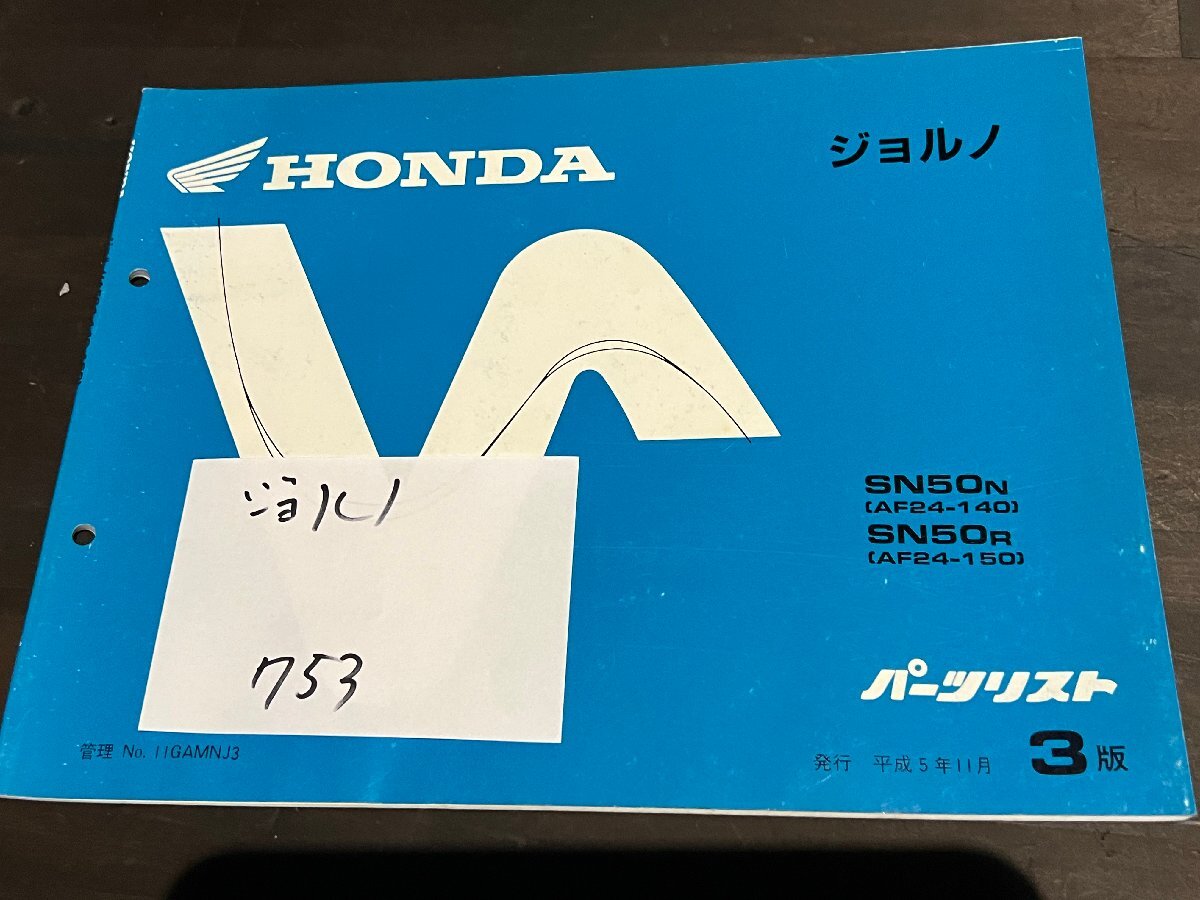 HONDA
ジョルノ
SN50N
(AF24-140)
SN50R
(AF24-150)
ジョルノ
753
パーツリスト
管理 No. 11GAMNJ3
発行 平成5年11月 3版